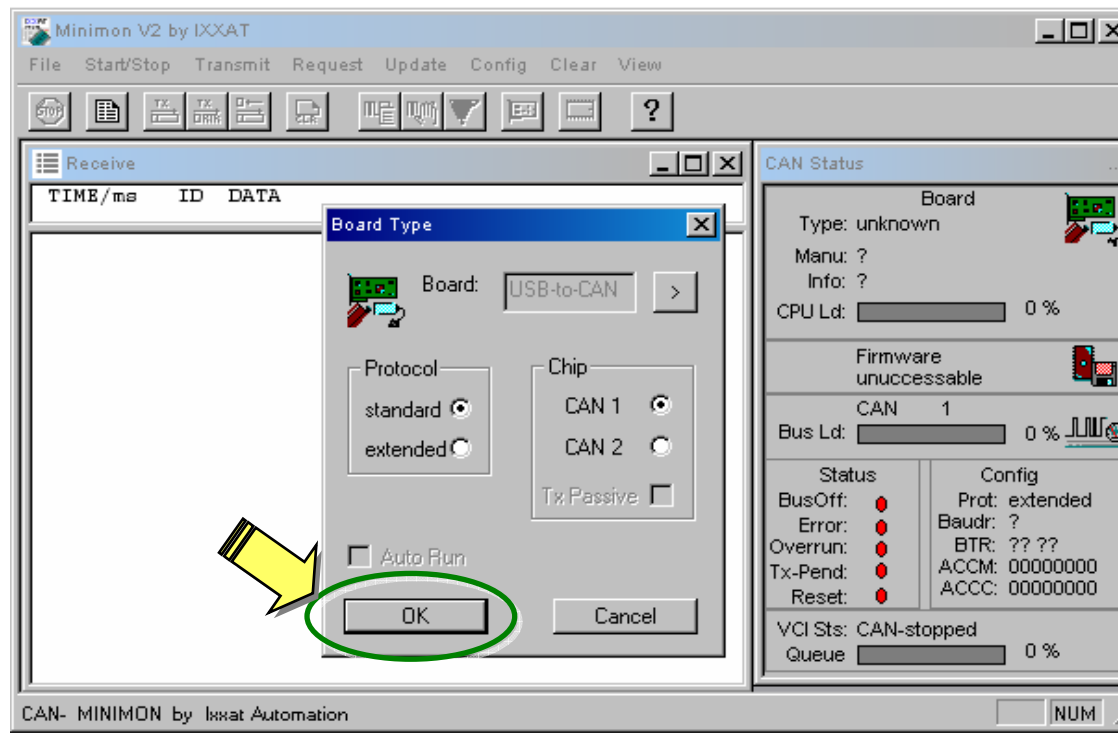 Minimon V2 by IXXAT
File Start/Stop Transmit Request Update Config Clear View
STOP TX TX DRTR CLR ?
Receive
TIME/ms ID DATA
Board Type
Board: USB-to-CAN >
Protocol
standard
extended
Chip
CAN 1
CAN 2
Tx Passive
Auto Run
OK Cancel
CAN Status
Board
Type: unknown
Manu: ?
Info: ?
CPU Ld: 0 %
Firmware
unuccessable
CAN 1
Bus Ld: 0 %
Status
BusOff:
Error:
Overrun:
Tx-Pend:
Reset:
Config
Prot: extended
Baudr: ?
BTR: ?? ??
ACCM: 00000000
ACCC: 00000000
VCI Sts: CAN-stopped
Queue 0 %
CAN- MINIMON by Ixxat Automation
NUM